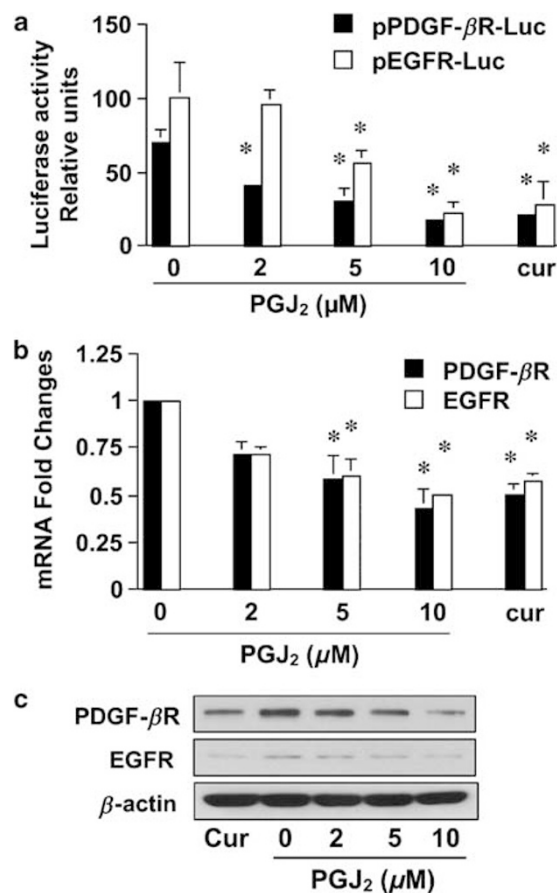 a
pPDGF-βR-Luc
pEGFR-Luc
Luciferase activity
Relative units
150
100
50
0
* * * * * * *
0 2 5 10 cur
PGJ₂ (µM)
b
PDGF-βR
EGFR
mRNA Fold Changes
1.25
1
0.75
0.5
0.25
0
* * * * * *
0 2 5 10 cur
PGJ₂ (µM)
c
PDGF-βR
EGFR
β-actin
Cur 0 2 5 10
PGJ₂ (µM)